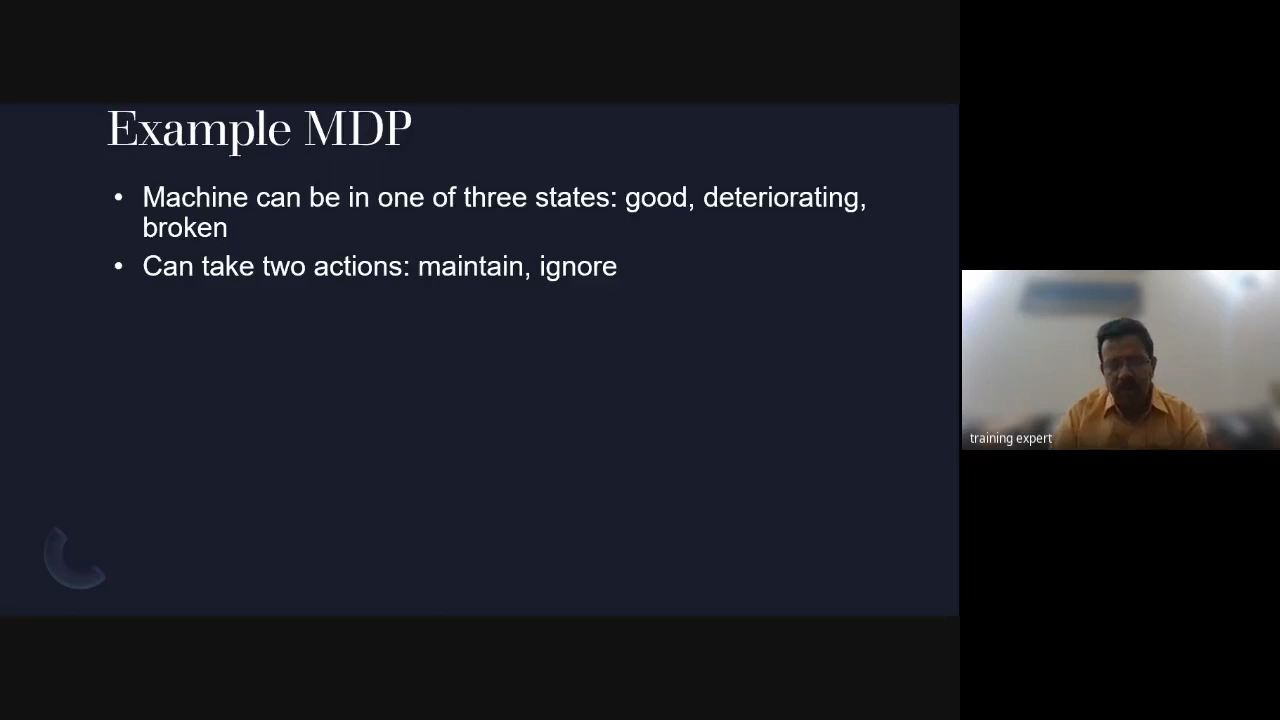 Example MDP
• Machine can be in one of three states: good, deteriorating,
broken
• Can take two actions: maintain, ignore
training expert